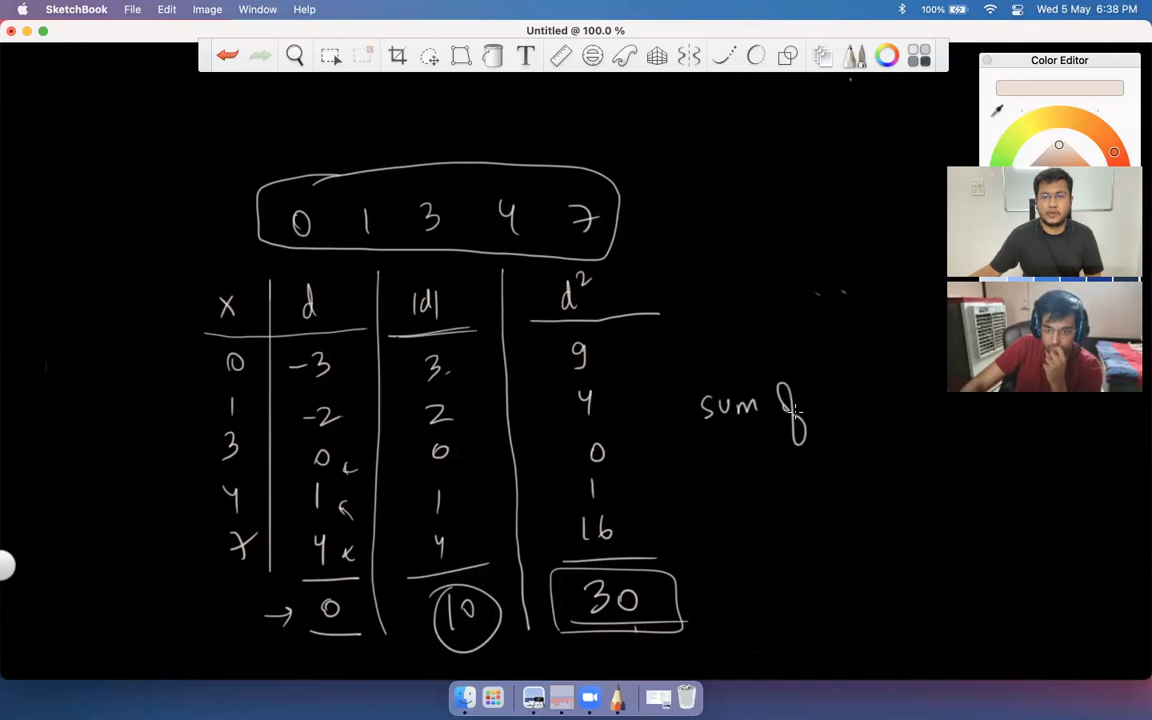 SketchBook File Edit Image Window Help 100% Wed 5 May 6:38 PM
Untitled @ 100.0 %
Color Editor
0 1 3 4 7
x d |d| d²
0 -3 3 9
1 -2 2 4
3 0 0 0
4 1 1 1
7 4 4 16
→ 0 10 30
sum of